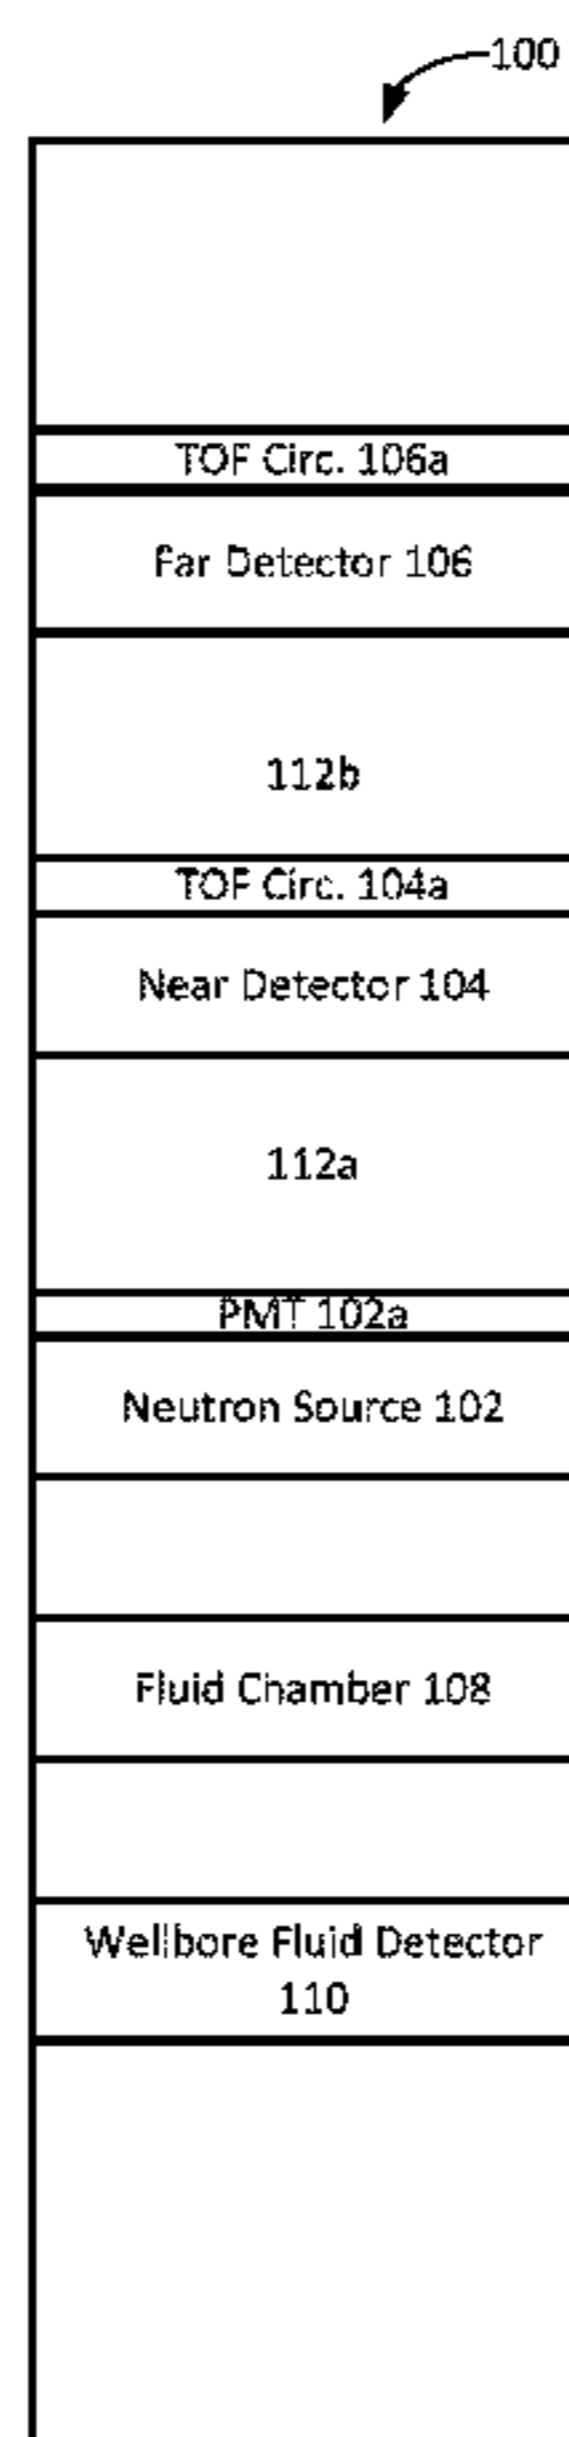 100
TOF Circ. 106a
Far Detector 106
112b
TOF Circ. 104a
Near Detector 104
112a
PMT 102a
Neutron Source 102
Fluid Chamber 108
Wellbore Fluid Detector
110